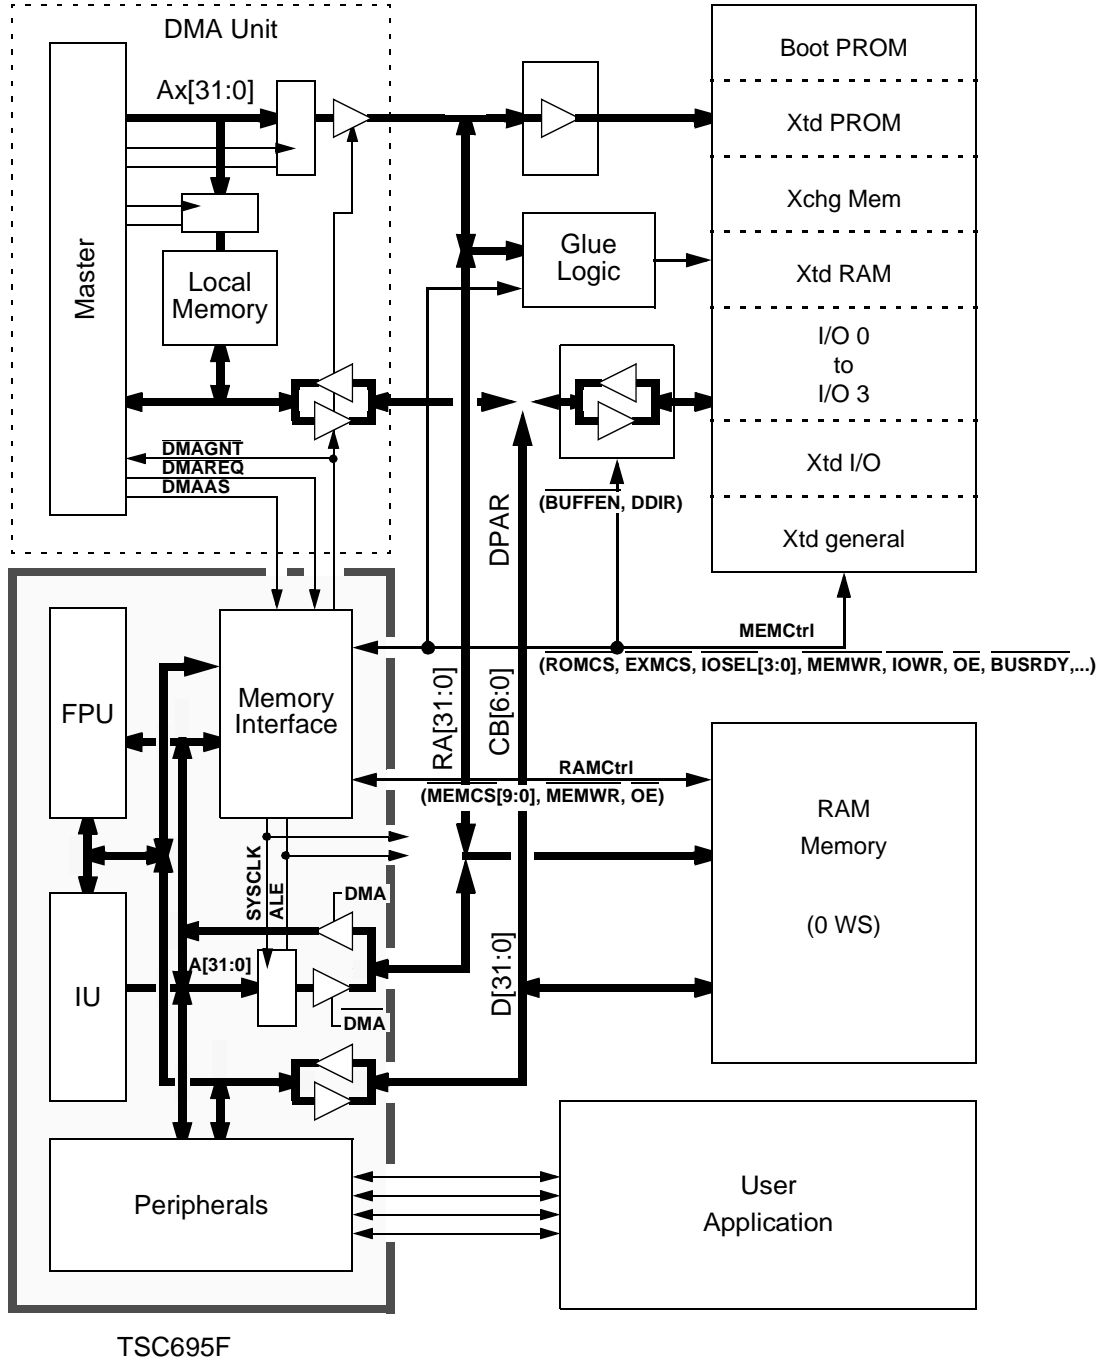 DMA Unit
Master
Ax[31:0]
Local
Memory
DMAGNT
DMAREQ
DMAAS
Glue
Logic
Boot PROM
Xtd PROM
Xchg Mem
Xtd RAM
I/O 0
to
I/O 3
Xtd I/O
Xtd general
(BUFFEN, DDIR)
DPAR
CB[6:0]
RA[31:0]
D[31:0]
MEMCtrl
(ROMCS, EXMCS, IOSEL[3:0], MEMWR, IOWR, OE, BUSRDY,...)
FPU
Memory
Interface
RAMCtrl
(MEMCS[9:0], MEMWR, OE)
RAM
Memory
(0 WS)
SYSCLK
ALE
DMA
A[31:0]
IU
DMA
Peripherals
User
Application
TSC695F